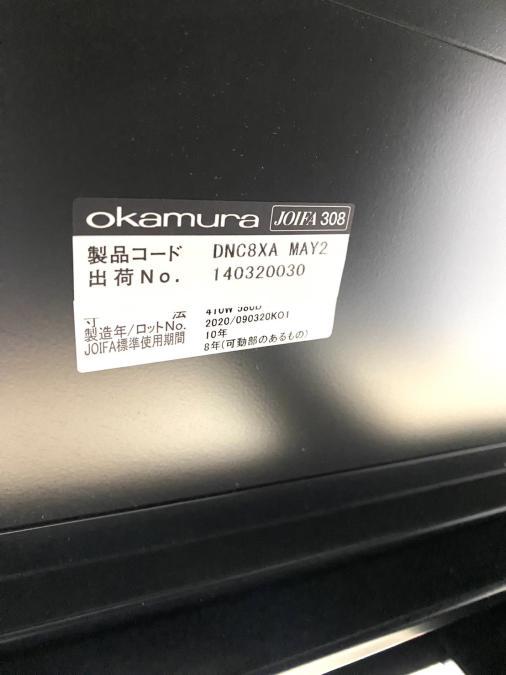 okamura JOIFA 308
製品コード DNC8XA MAY2
出荷No. 140320030
寸 法 410W 580D
製造年/ロットNo. 2020/090320K01
JOIFA標準使用期間 10年
8年(可動部のあるもの)